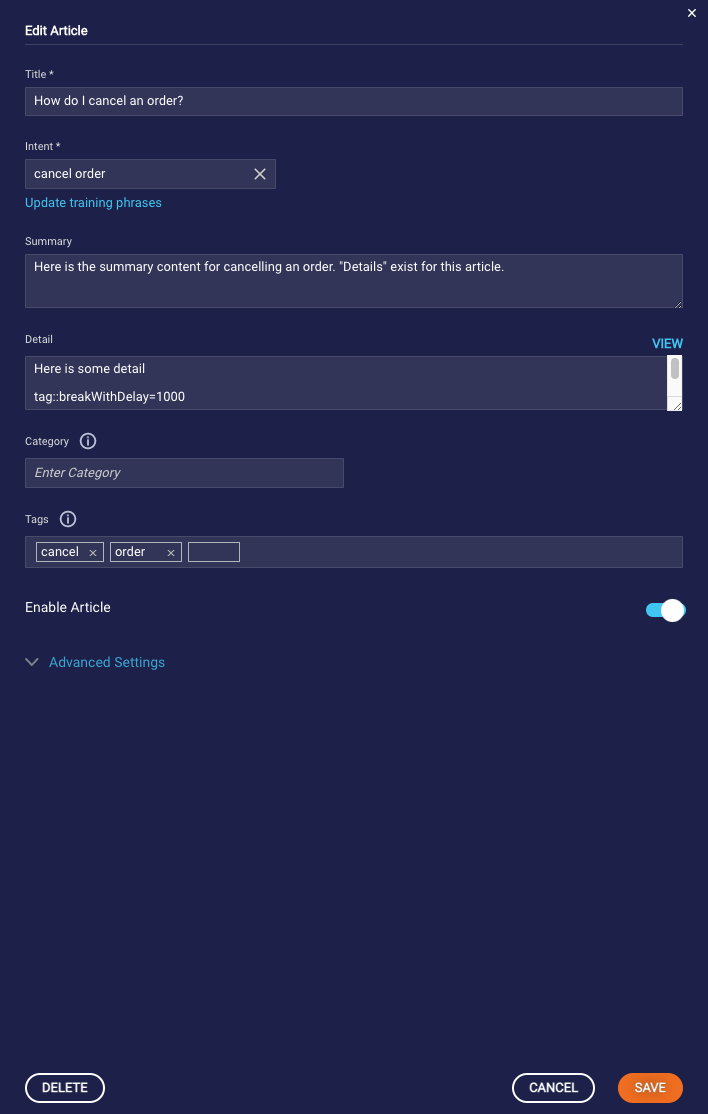 Edit Article
Title *
How do I cancel an order?
Intent *
cancel order
Update training phrases
Summary
Here is the summary content for cancelling an order. "Details" exist for this article.
Detail
VIEW
Here is some detail
tag::breakWithDelay=1000
Category
Enter Category
Tags
cancel order
Enable Article
Advanced Settings
DELETE CANCEL SAVE